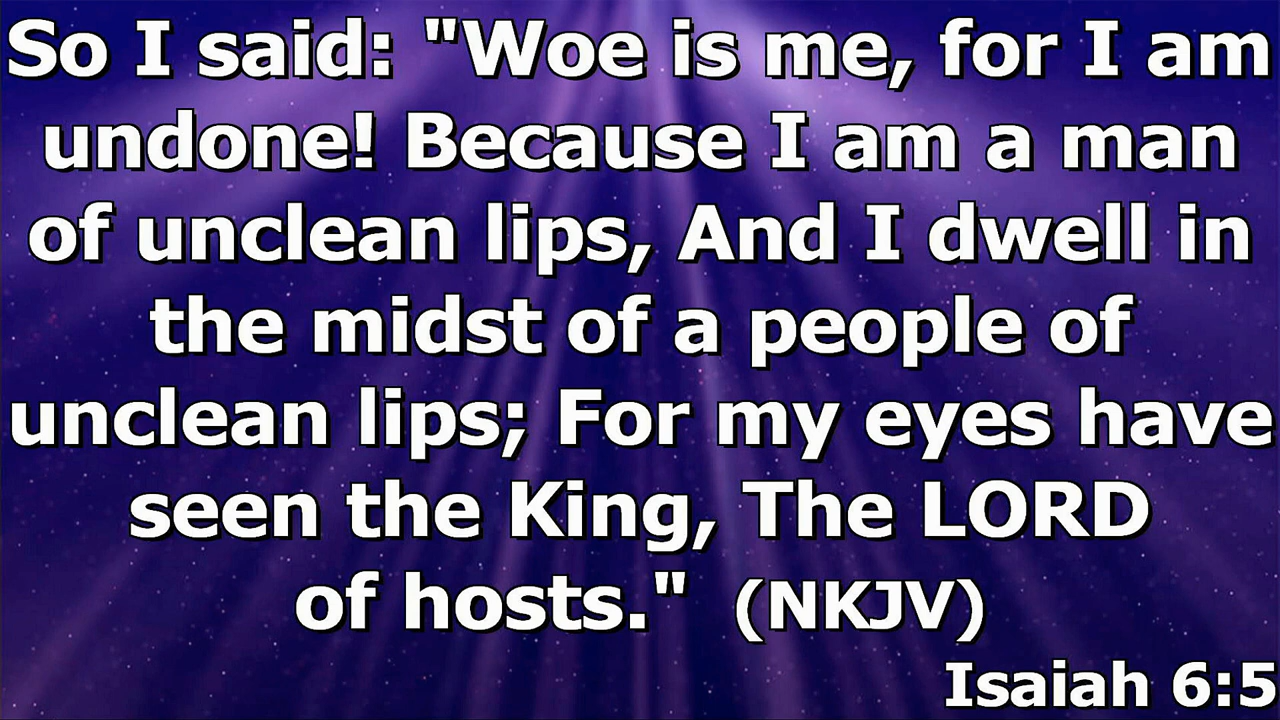 So I said: "Woe is me, for I am
undone! Because I am a man
of unclean lips, And I dwell in
the midst of a people of
unclean lips; For my eyes have
seen the King, The LORD
of hosts." (NKJV)
Isaiah 6:5